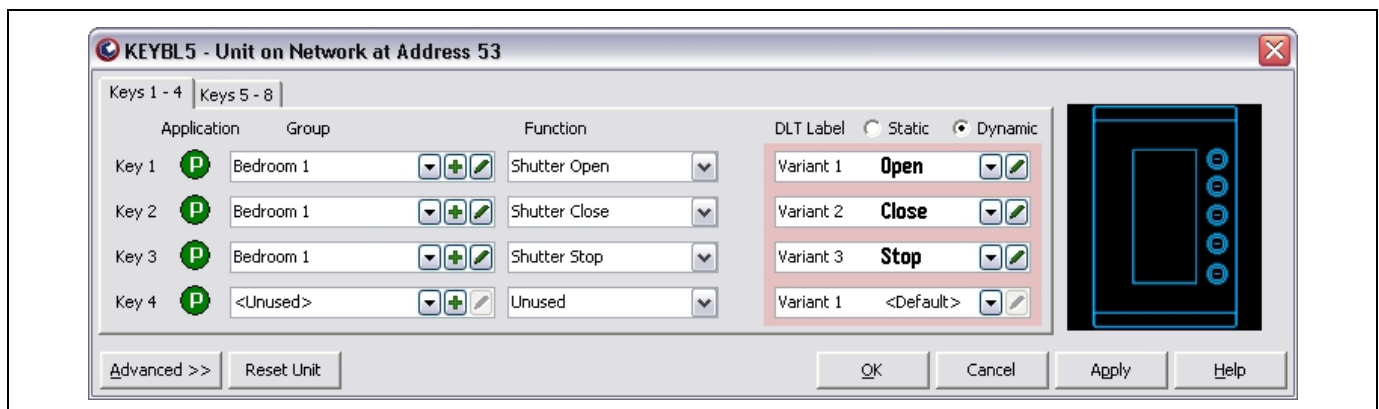 KEYBL5 - Unit on Network at Address 53
Keys 1 - 4 Keys 5 - 8
Application Group Function DLT Label Static Dynamic
Key 1 P Bedroom 1 Shutter Open Variant 1 Open
Key 2 P Bedroom 1 Shutter Close Variant 2 Close
Key 3 P Bedroom 1 Shutter Stop Variant 3 Stop
Key 4 P <Unused> Unused Variant 1 <Default>
Advanced >> Reset Unit OK Cancel Apply Help